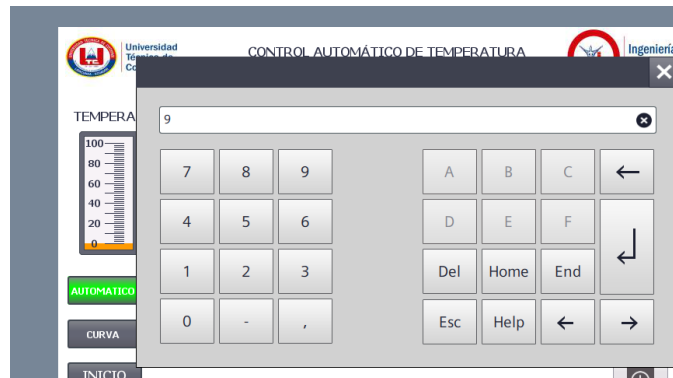 Universidad
Técnica de
Co
CONTROL AUTOMÁTICO DE TEMPERATURA
Ingenierí
TEMPERA
9
100
80
60
40
20
0
7 8 9 A B C ←
4 5 6 D E F
1 2 3 Del Home End
0 - , Esc Help ← →
AUTOMATICO
CURVA
INICIO